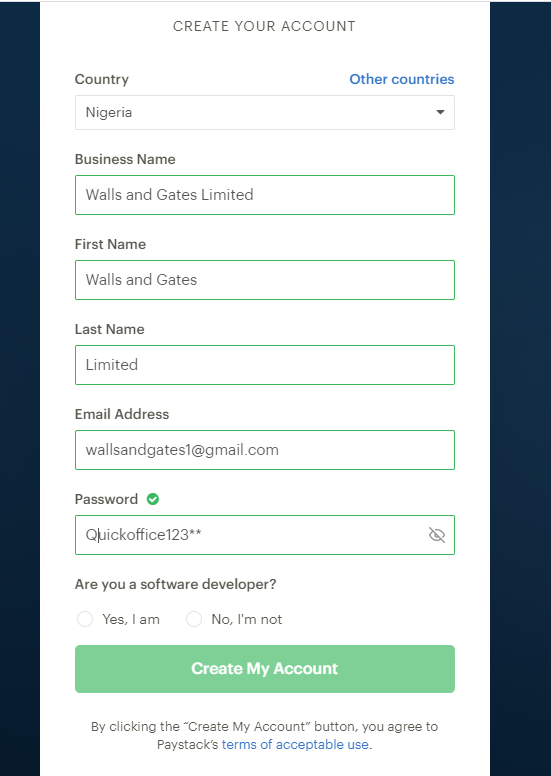 CREATE YOUR ACCOUNT
Country Other countries
Nigeria
Business Name
Walls and Gates Limited
First Name
Walls and Gates
Last Name
Limited
Email Address
wallsandgates1@gmail.com
Password
Quickoffice123**
Are you a software developer?
Yes, I am No, I'm not
Create My Account
By clicking the “Create My Account” button, you agree to
Paystack’s terms of acceptable use.